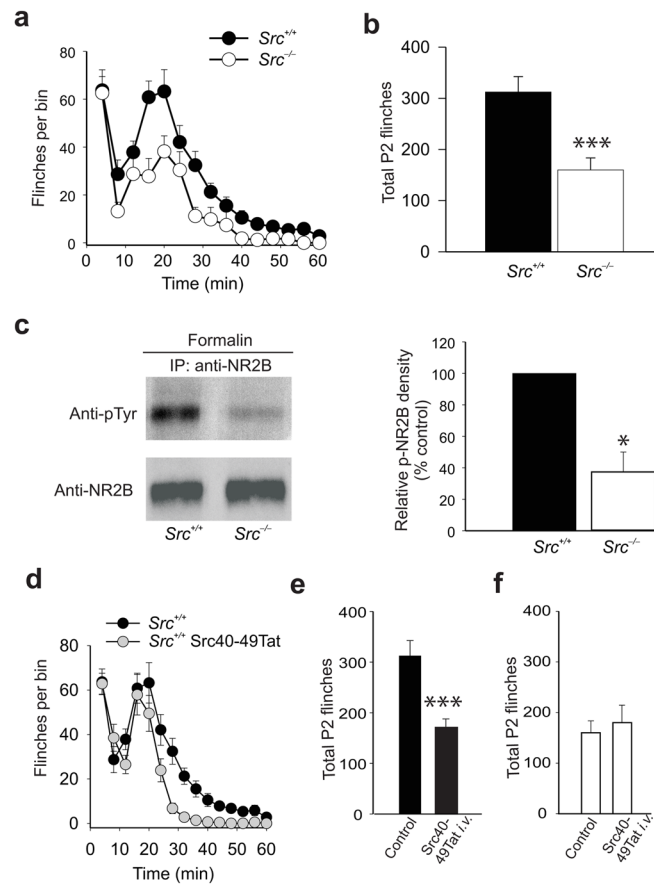 a
Src+/+
Src–/–
Flinches per bin
80
60
40
20
0
0 10 20 30 40 50 60
Time (min)
b
Total P2 flinches
400
300
200
100
0
***
Src+/+ Src–/–
c
Formalin
IP: anti-NR2B
Anti-pTyr
Anti-NR2B
Src+/+ Src–/–
Relative p-NR2B density
(% control)
120
100
80
60
40
20
0
*
Src+/+ Src–/–
d
Src+/+
Src+/+ Src40-49Tat
Flinches per bin
80
60
40
20
0
0 10 20 30 40 50 60
Time (min)
e
Total P2 flinches
400
300
200
100
0
***
Control
Src40-
49Tat i.v.
f
Total P2 flinches
400
300
200
100
0
Control
Src40-
49Tat i.v.